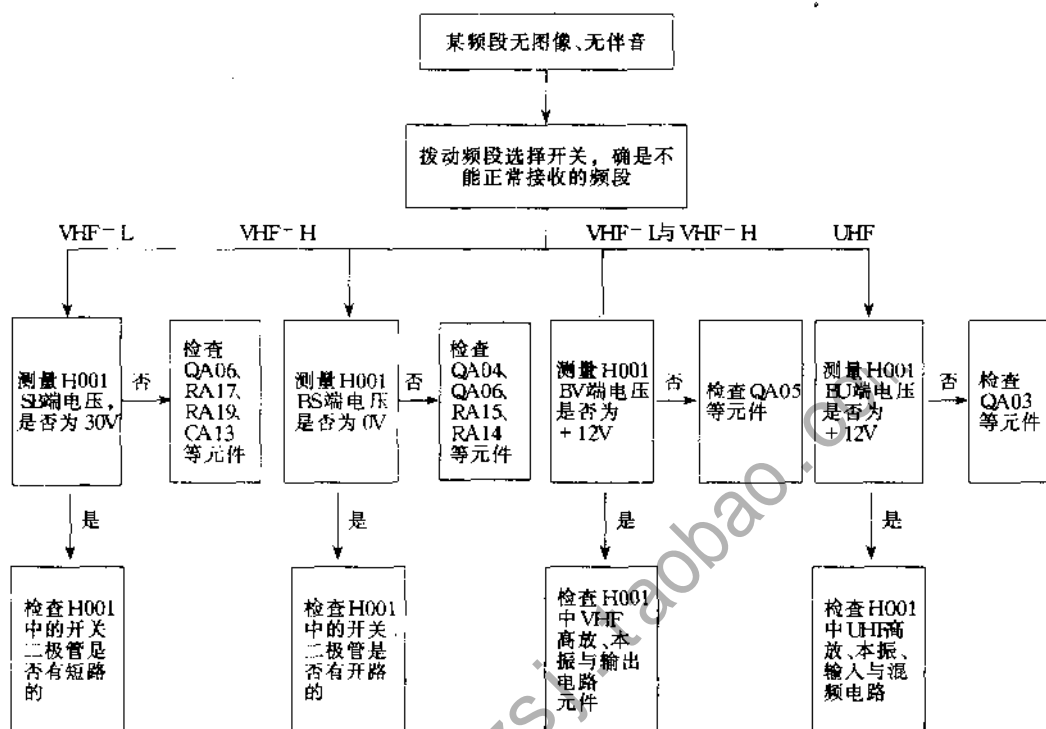 某频段无图像、无伴音
拨动频段选择开关，确是不
能正常接收的频段
VHF-L
VHF-H
VHF-L与VHF-H
UHF
测量H001
SB端电压，
是否为30V
否
检查
QA06、
RA17、
RA19、
CA13
等元件
测量H001
BS端电压
是否为0V
否
检查
QA04、
QA06、
RA15、
RA14
等元件
测量H001
BV端电压
是否为
+12V
否
检查QA05
等元件
测量H001
BU端电压
是否为
+12V
否
检查
QA03
等元件
是
是
是
是
检查H001
中的开关
二极管是
否有短路
的
检查H001
中的开关
二极管是
否有开路
的
检查H001
中VHF
高放、本
振与输出
电路
元件
检查H001
中UHF高
放、本振、
输入与混
频电路
rsj.taobao.com